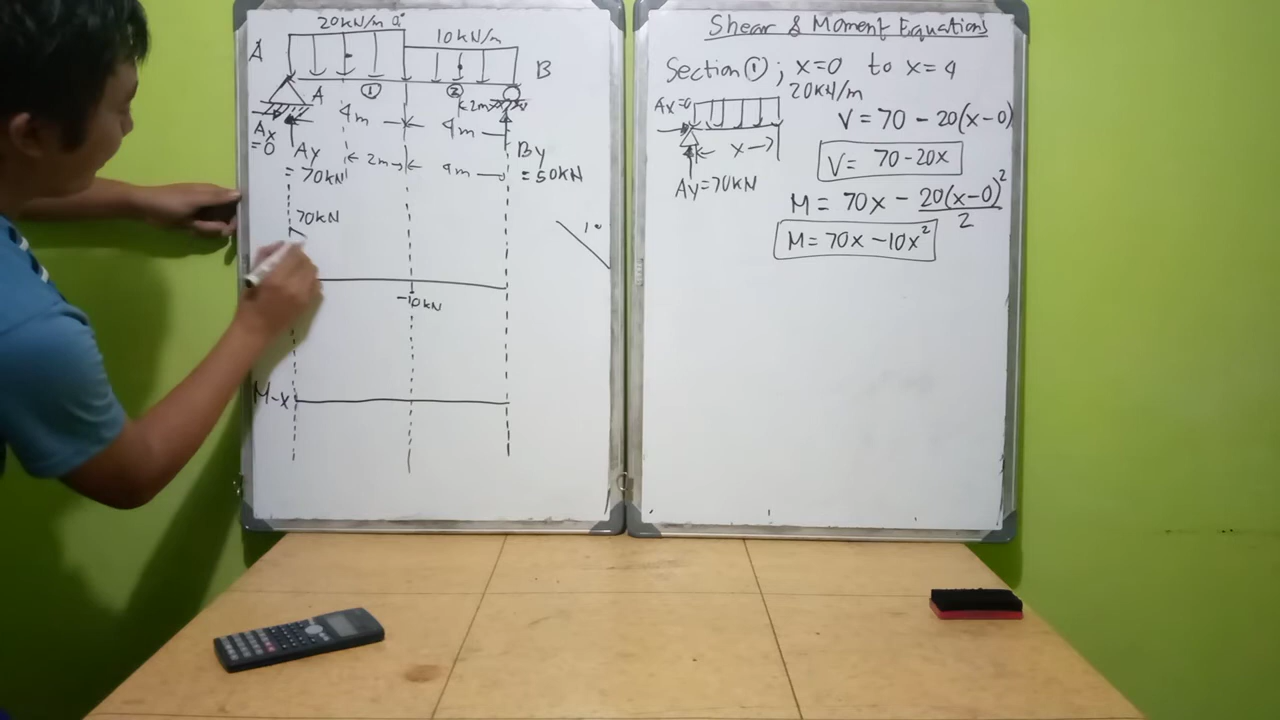 20kN/m
10kN/m
A
B
A
①
②
2m
4m
4m
Ax
=0
Ay
= 70kN
2m
4m
By
= 50kN
70kN
1°
-10kN
M-x
Shear & Moment Equations
Section ①; x=0 to x=4
Ax=0
20kN/m
x
Ay=70kN
V = 70 - 20(x-0)
V = 70-20x
M = 70x - 20(x-0)²
2
M = 70x -10x²